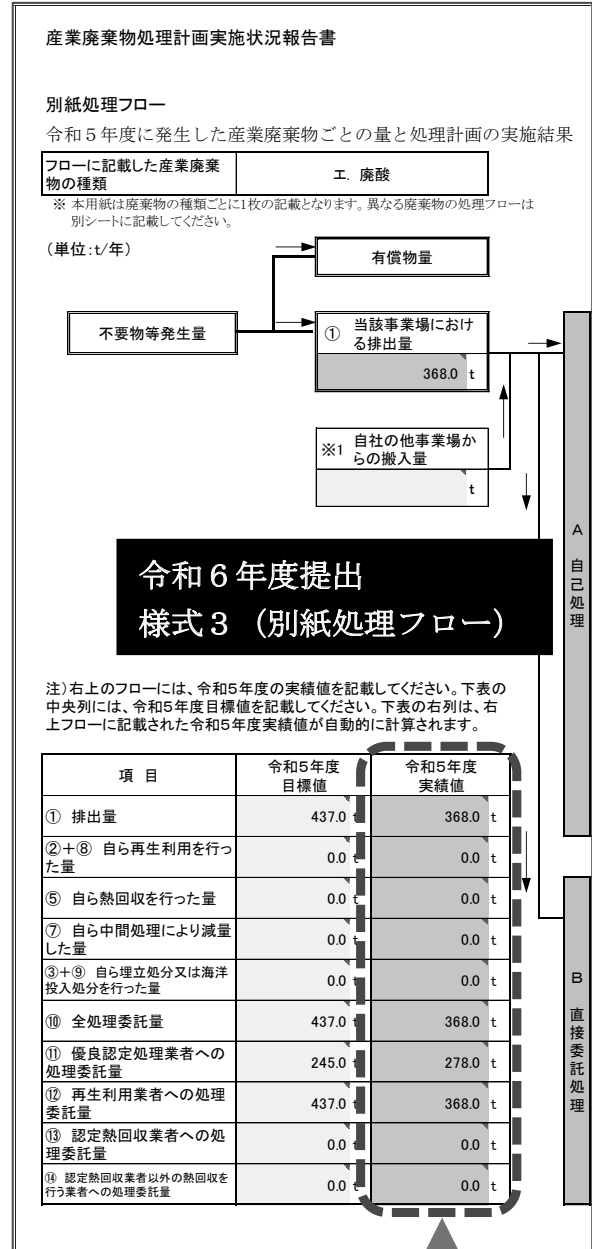 産業廃棄物処理計画実施状況報告書
別紙処理フロー
令和５年度に発生した産業廃棄物ごとの量と処理計画の実施結果
フローに記載した産業廃棄
物の種類
エ. 廃酸
※ 本用紙は廃棄物の種類ごとに1枚の記載となります。異なる廃棄物の処理フローは
別シートに記載してください。
(単位:t/年)
有償物量
不要物等発生量
① 当該事業場におけ
る排出量
368.0 t
※1 自社の他事業場か
らの搬入量
t
A 自己処理
令和６年度提出
様式３（別紙処理フロー）
注)右上のフローには、令和5年度の実績値を記載してください。下表の
中央列には、令和5年度目標値を記載してください。下表の右列は、右
上フローに記載された令和5年度実績値が自動的に計算されます。
項 目 令和5年度 令和5年度
目標値 実績値
① 排出量 437.0 t 368.0 t
②+⑧ 自ら再生利用を行っ
た量 0.0 t 0.0 t
⑤ 自ら熱回収を行った量 0.0 t 0.0 t
⑦ 自ら中間処理により減量
した量 0.0 t 0.0 t
③+⑨ 自ら埋立処分又は海洋
投入処分を行った量 0.0 t 0.0 t
⑩ 全処理委託量 437.0 t 368.0 t
⑪ 優良認定処理業者への
処理委託量 245.0 t 278.0 t
⑫ 再生利用業者への処理
委託量 437.0 t 368.0 t
⑬ 認定熱回収業者への処
理委託量 0.0 t 0.0 t
⑭ 認定熱回収業者以外の熱回収を
行う業者への処理委託量 0.0 t 0.0 t
B 直接委託処理